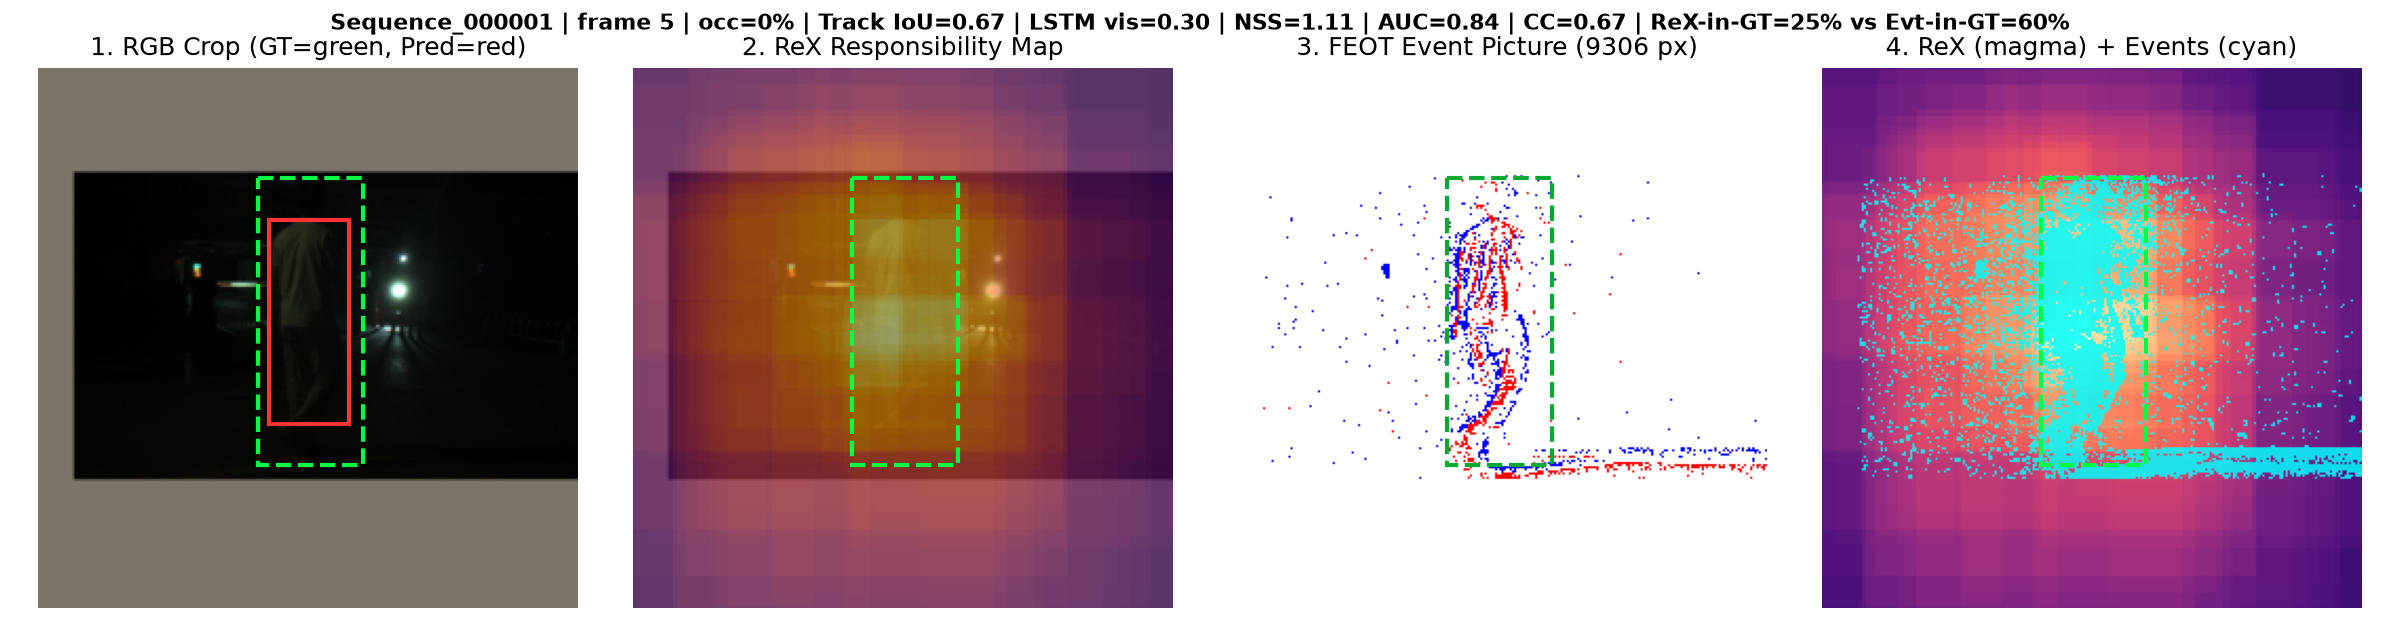 Sequence_000001 | frame 5 | occ=0% | Track IoU=0.67 | LSTM vis=0.30 | NSS=1.11 | AUC=0.84 | CC=0.67 | ReX-in-GT=25% vs Evt-in-GT=60%
1. RGB Crop (GT=green, Pred=red)
2. ReX Responsibility Map
3. FEOT Event Picture (9306 px)
4. ReX (magma) + Events (cyan)